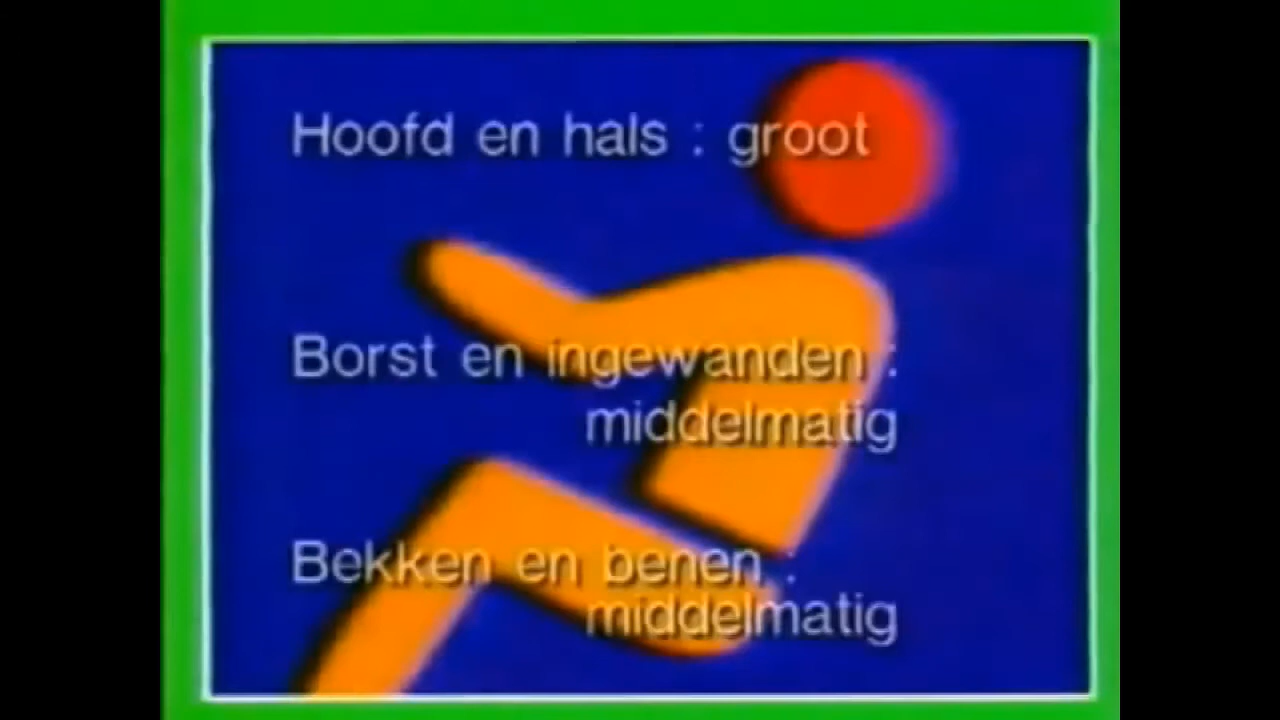 Hoofd en hals : groot
Borst en ingewanden :
middelmatig
Bekken en benen :
middelmatig